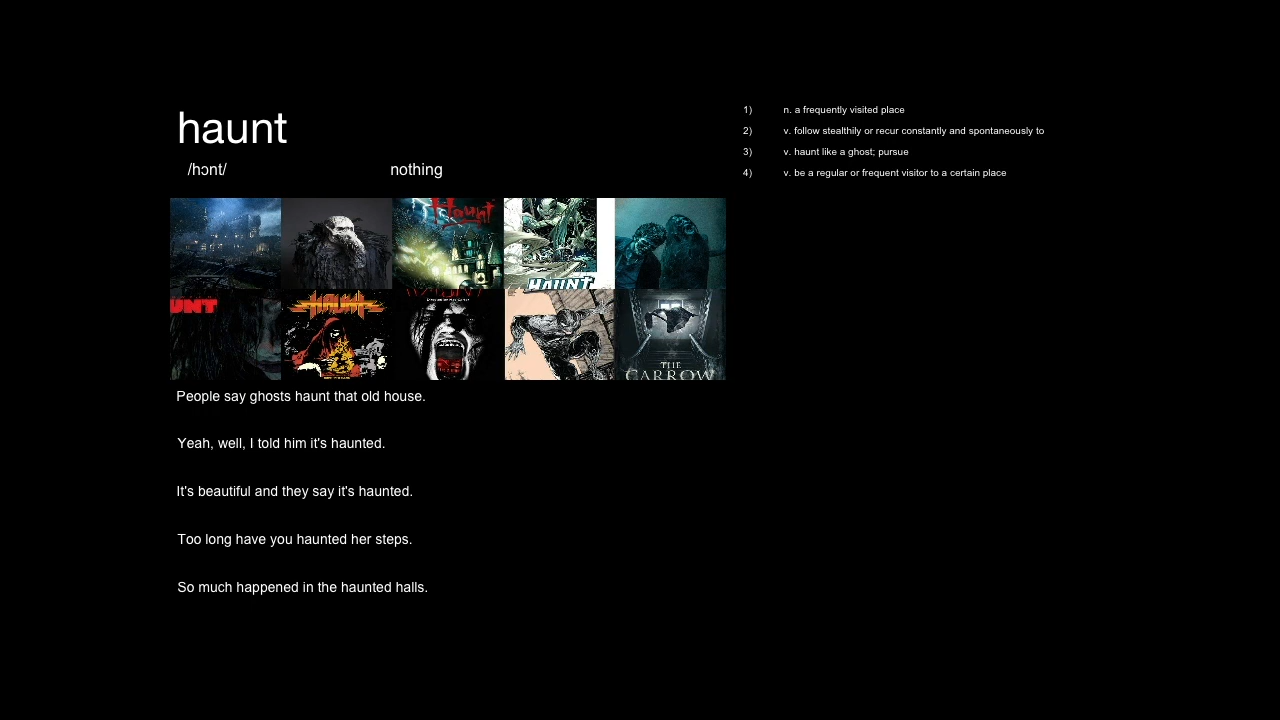 haunt
/hɔnt/
nothing
1) n. a frequently visited place
2) v. follow stealthily or recur constantly and spontaneously to
3) v. haunt like a ghost; pursue
4) v. be a regular or frequent visitor to a certain place
Haunt
HAUNT
UNT
HAUNT
THE
CARROW
People say ghosts haunt that old house.
Yeah, well, I told him it's haunted.
It's beautiful and they say it's haunted.
Too long have you haunted her steps.
So much happened in the haunted halls.